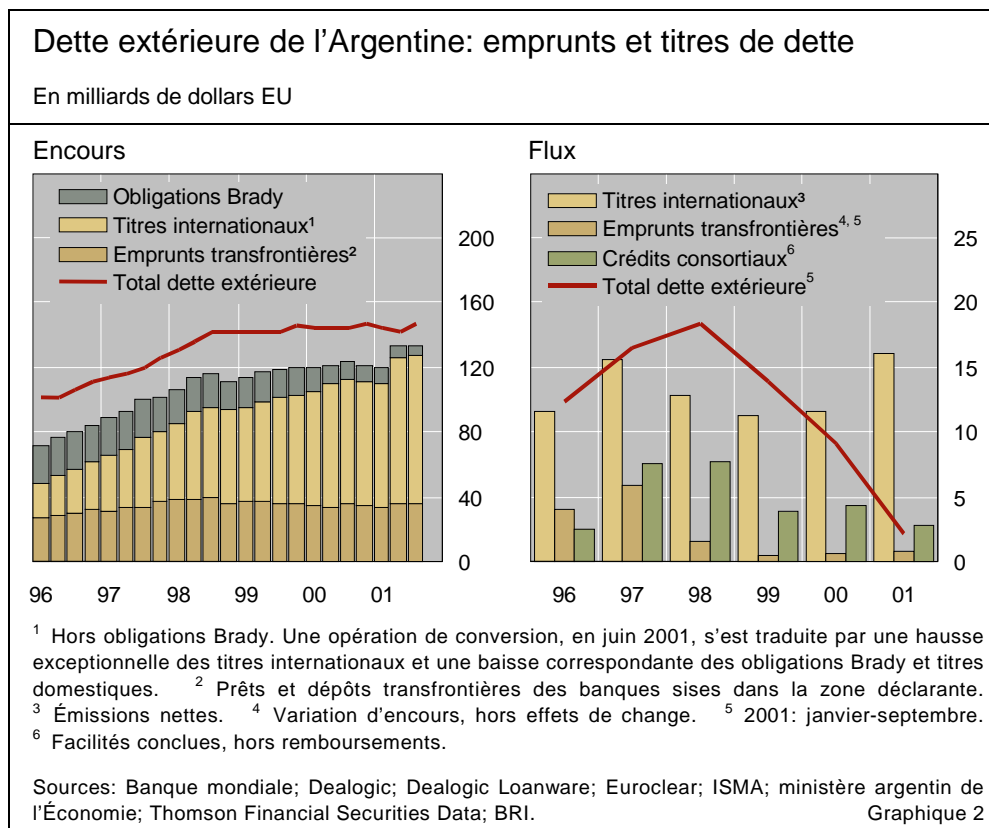 Dette extérieure de l’Argentine: emprunts et titres de dette
En milliards de dollars EU
Encours
Obligations Brady
Titres internationaux¹
Emprunts transfrontières²
Total dette extérieure
200
160
120
80
40
0
96 97 98 99 00 01
Flux
Titres internationaux³
Emprunts transfrontières⁴, ⁵
Crédits consortiaux⁶
Total dette extérieure⁵
25
20
15
10
5
0
96 97 98 99 00 01
¹ Hors obligations Brady. Une opération de conversion, en juin 2001, s’est traduite par une hausse
exceptionnelle des titres internationaux et une baisse correspondante des obligations Brady et titres
domestiques. ² Prêts et dépôts transfrontières des banques sises dans la zone déclarante.
³ Émissions nettes. ⁴ Variation d’encours, hors effets de change. ⁵ 2001: janvier-septembre.
⁶ Facilités conclues, hors remboursements.
Sources: Banque mondiale; Dealogic; Dealogic Loanware; Euroclear; ISMA; ministère argentin de
l’Économie; Thomson Financial Securities Data; BRI. Graphique 2